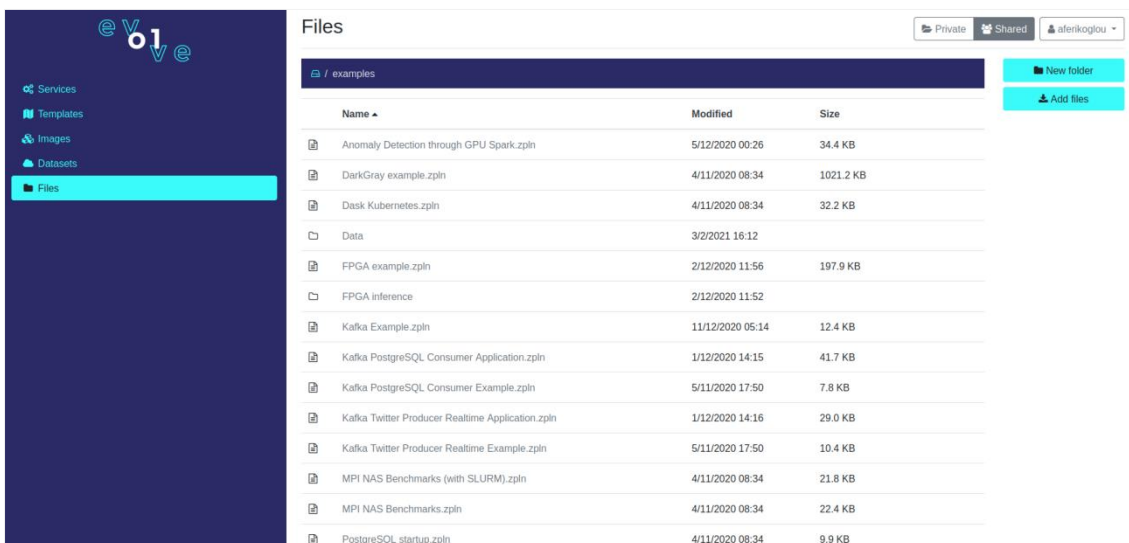 evolve
Files
Private Shared aferikoglou
/ examples
New folder
Add files
Services
Templates
Images
Datasets
Files
Name Modified Size
Anomaly Detection through GPU Spark.zpln 5/12/2020 00:26 34.4 KB
DarkGray example.zpln 4/11/2020 08:34 1021.2 KB
Dask Kubernetes.zpln 4/11/2020 08:34 32.2 KB
Data 3/2/2021 16:12
FPGA example.zpln 2/12/2020 11:56 197.9 KB
FPGA inference 2/12/2020 11:52
Kafka Example.zpln 11/12/2020 05:14 12.4 KB
Kafka PostgreSQL Consumer Application.zpln 1/12/2020 14:15 41.7 KB
Kafka PostgreSQL Consumer Example.zpln 5/11/2020 17:50 7.8 KB
Kafka Twitter Producer Realtime Application.zpln 1/12/2020 14:16 29.0 KB
Kafka Twitter Producer Realtime Example.zpln 5/11/2020 17:50 10.4 KB
MPI NAS Benchmarks (with SLURM).zpln 4/11/2020 08:34 21.8 KB
MPI NAS Benchmarks.zpln 4/11/2020 08:34 22.4 KB
PostgreSQL startup.zpln 4/11/2020 08:34 9.9 KB